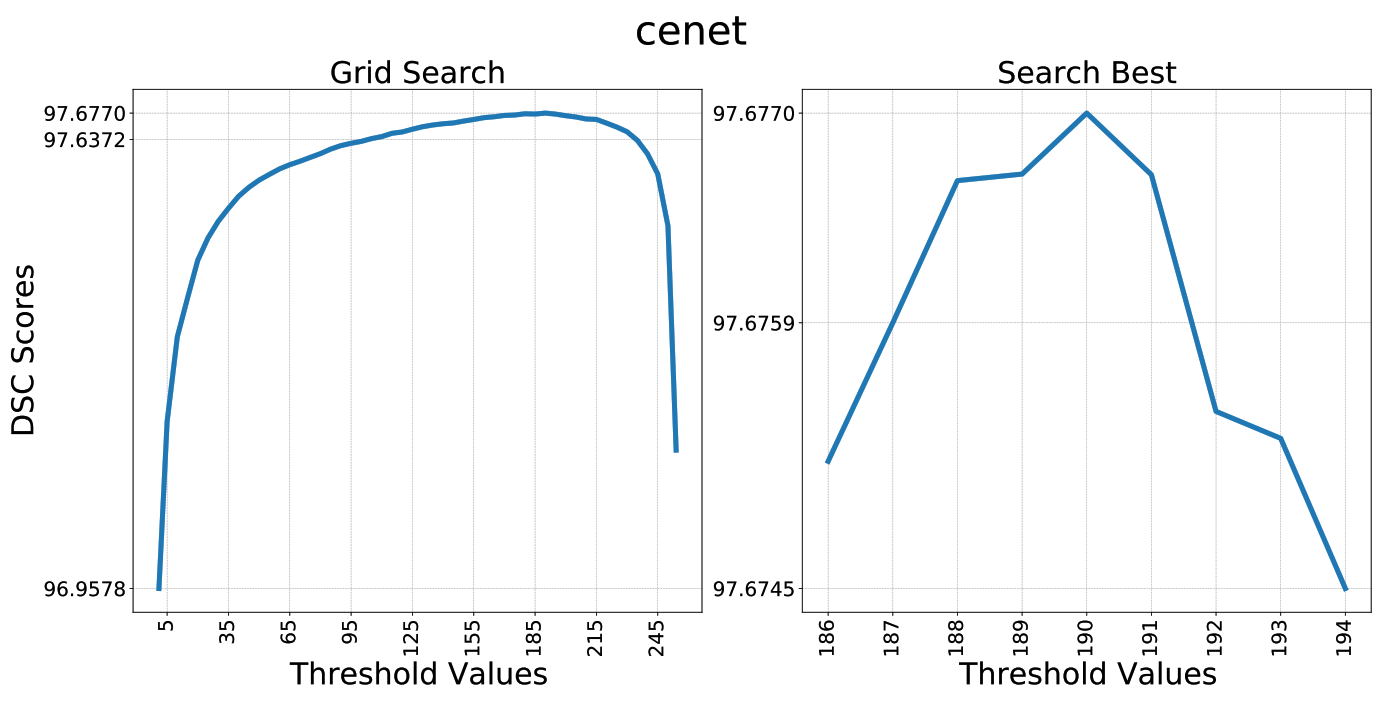 cenet
Grid Search
97.6770
97.6372
96.9578
DSC Scores
5 35 65 95 125 155 185 215 245
Threshold Values
Search Best
97.6770
97.6759
97.6745
186 187 188 189 190 191 192 193 194
Threshold Values